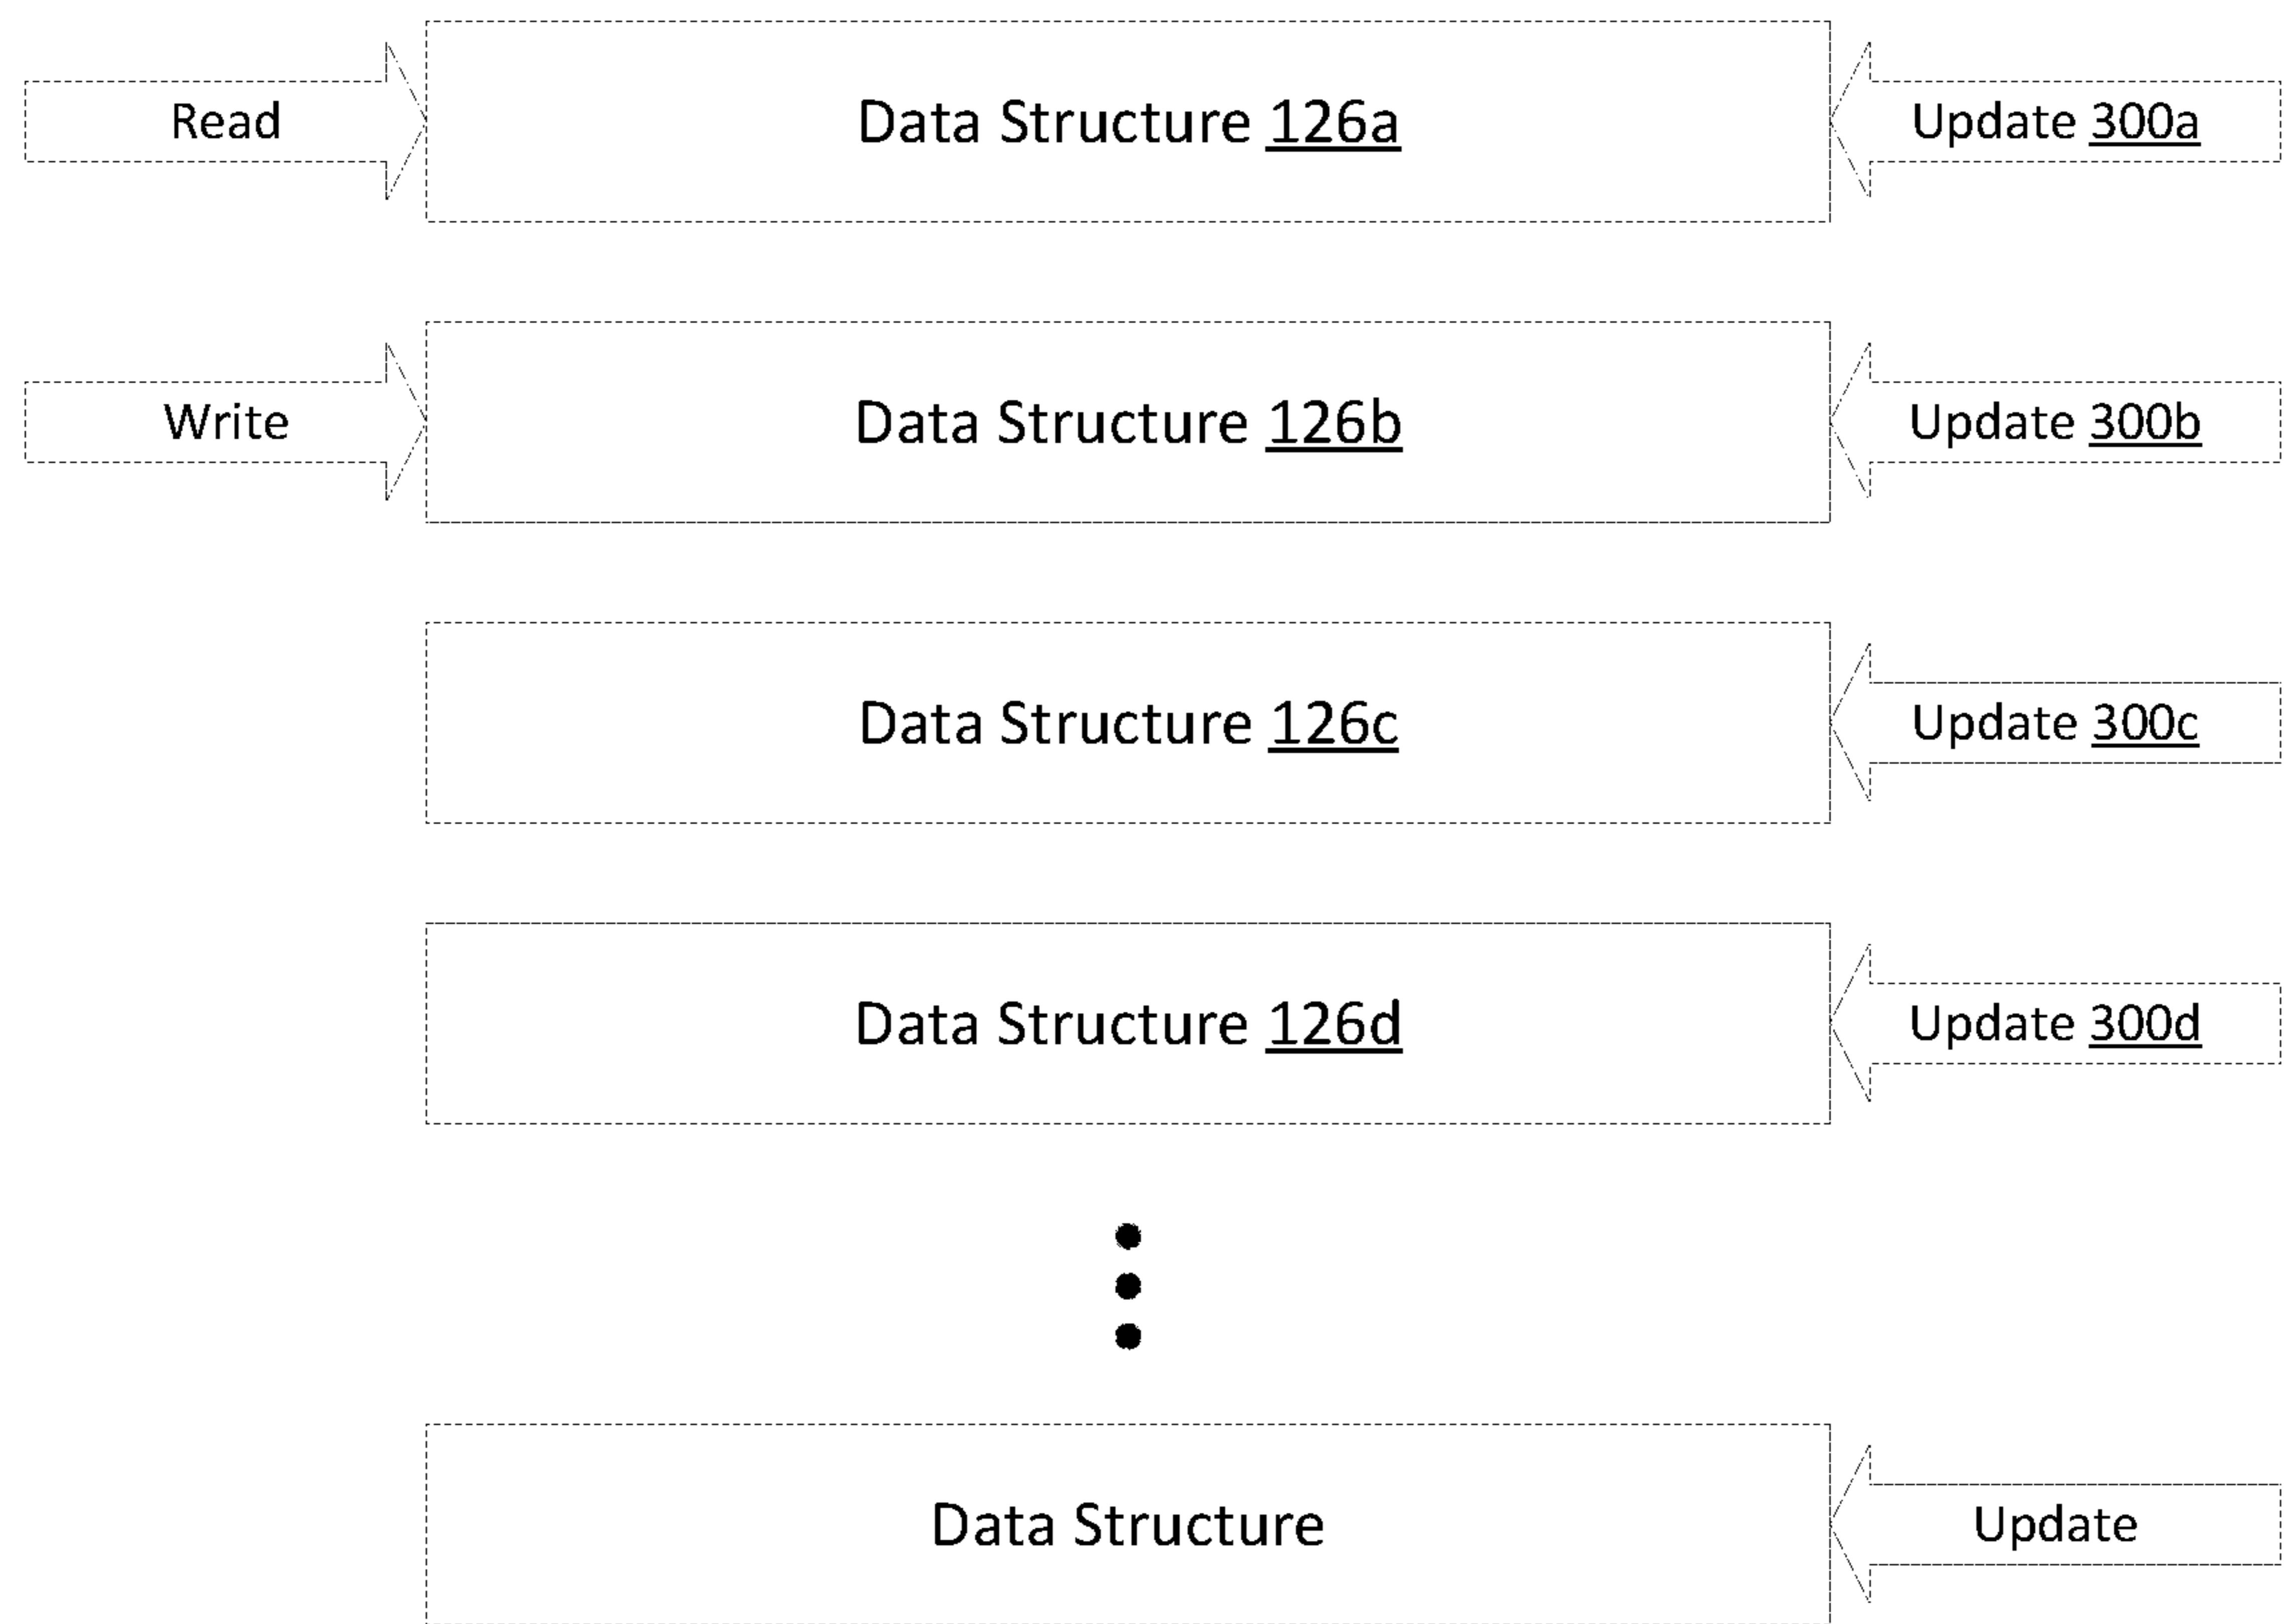 Read
Data Structure 126a
Update 300a
Write
Data Structure 126b
Update 300b
Data Structure 126c
Update 300c
Data Structure 126d
Update 300d
Data Structure
Update